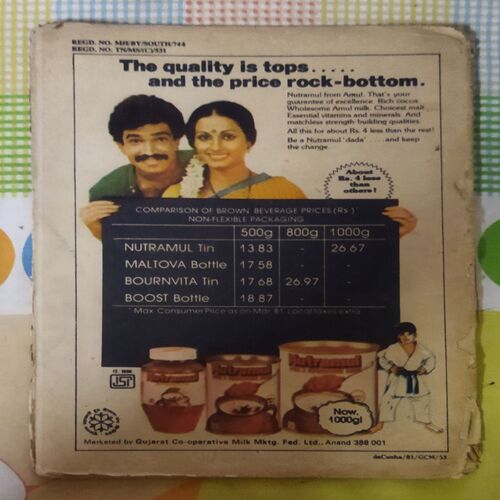 REGD. NO. MH/BY/SOUTH/744
REGD. NO. TN/MS/(C)/531
The quality is tops.....
and the price rock-bottom.
Nutramul from Amul. That's your
guarantee of excellence. Rich cocoa.
Wholesome Amul milk. Choicest malt.
Essential vitamins and minerals. And
matchless strength-building qualities.
All this for about Rs. 4 less than the rest!
Be a Nutramul 'dada' ....and keep
the change.
About
Rs. 4 less
than
others!
COMPARISON OF BROWN BEVERAGE PRICES (Rs.)*
NON-FLEXIBLE PACKAGING
500g 800g 1000g
NUTRAMUL Tin 13.83 - 26.67
MALTOVA Bottle 17.58 - -
BOURNVITA Tin 17.68 26.97 -
BOOST Bottle 18.87 - -
*Max. Consumer Price as on Mar. 81. Local taxes extra.
Nutramul
Nutramul
Nutramul
Now,
1000g!
Marketed by Gujarat Co-operative Milk Mktg. Fed. Ltd., Anand 388 001
daCunha/81/GCM/53